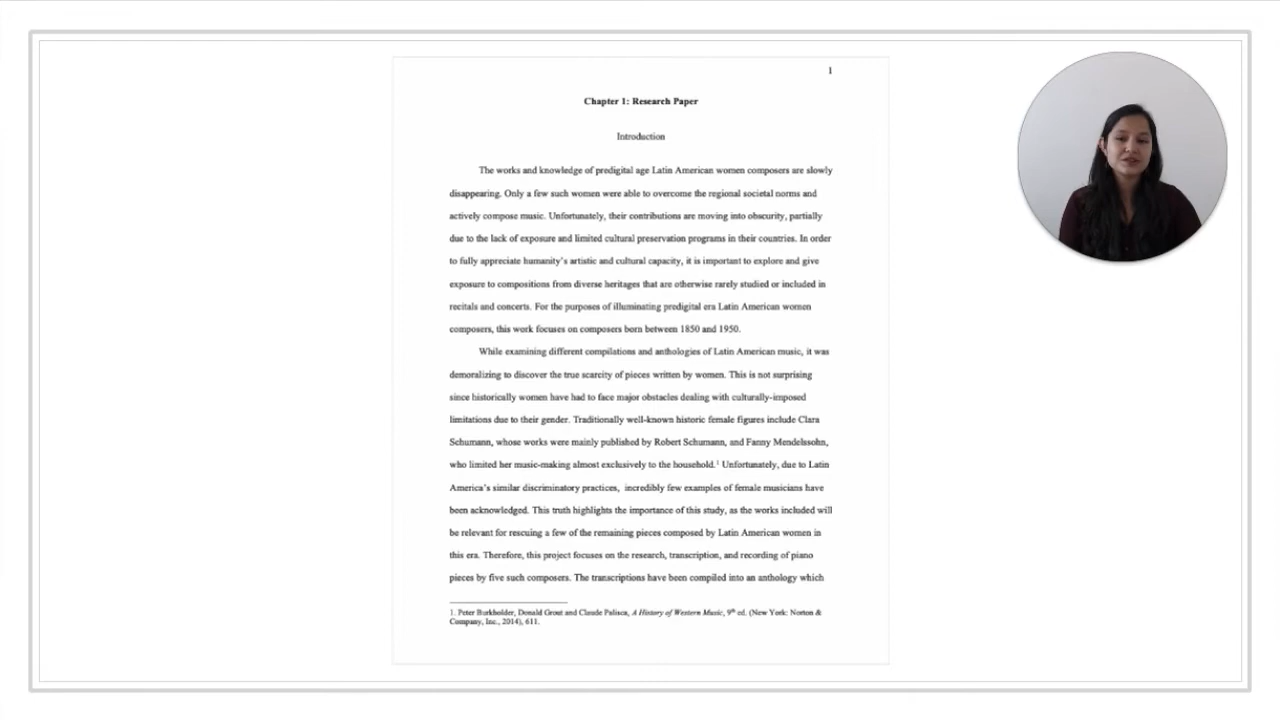 1
Chapter 1: Research Paper
Introduction
The works and knowledge of predigital age Latin American women composers are slowly
disappearing. Only a few such women were able to overcome the regional societal norms and
actively compose music. Unfortunately, their contributions are moving into obscurity, partially
due to the lack of exposure and limited cultural preservation programs in their countries. In order
to fully appreciate humanity's artistic and cultural capacity, it is important to explore and give
exposure to compositions from diverse heritages that are otherwise rarely studied or included in
recitals and concerts. For the purposes of illuminating predigital era Latin American women
composers, this work focuses on composers born between 1850 and 1950.
While examining different compilations and anthologies of Latin American music, it was
demoralizing to discover the true scarcity of pieces written by women. This is not surprising
since historically women have had to face major obstacles dealing with culturally-imposed
limitations due to their gender. Traditionally well-known historic female figures include Clara
Schumann, whose works were mainly published by Robert Schumann, and Fanny Mendelssohn,
who limited her music-making almost exclusively to the household.¹ Unfortunately, due to Latin
America's similar discriminatory practices, incredibly few examples of female musicians have
been acknowledged. This truth highlights the importance of this study, as the works included will
be relevant for rescuing a few of the remaining pieces composed by Latin American women in
this era. Therefore, this project focuses on the research, transcription, and recording of piano
pieces by five such composers. The transcriptions have been compiled into an anthology which
1. Peter Burkholder, Donald Grout and Claude Palisca, A History of Western Music, 9th ed. (New York: Norton &
Company, Inc., 2014), 611.